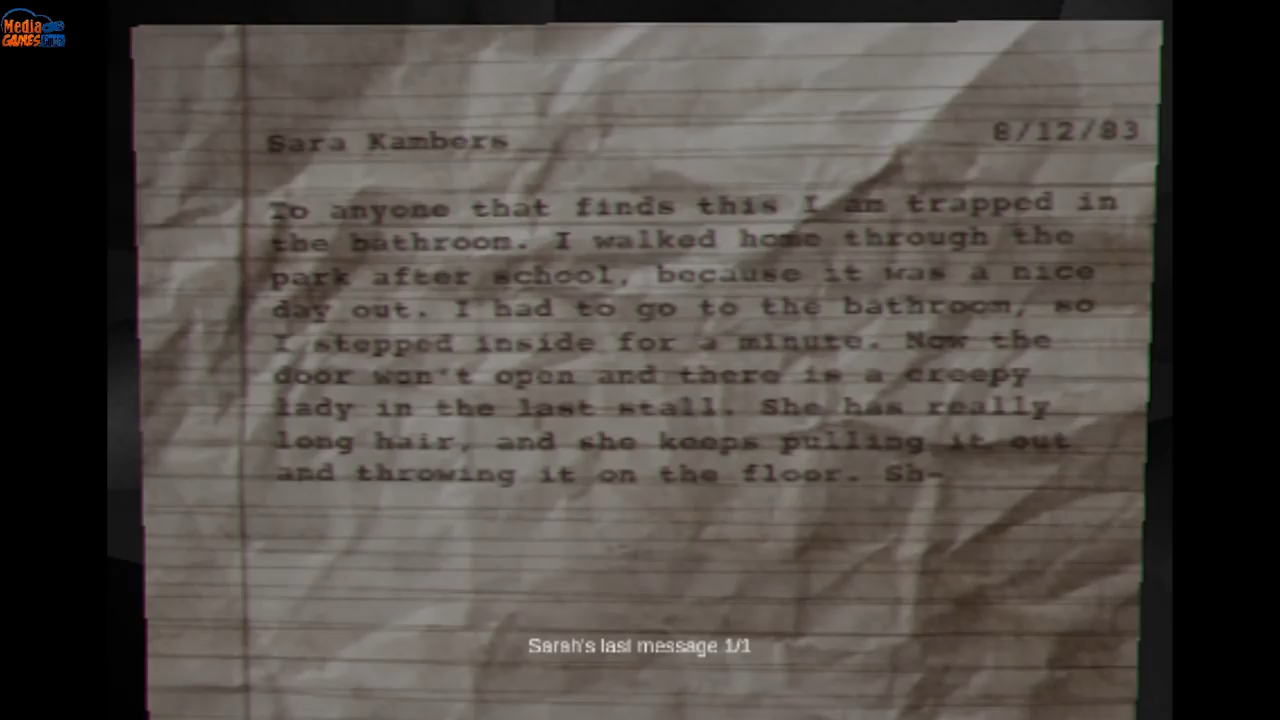 Media
GAMES
Sara Kambers
8/12/83
To anyone that finds this I am trapped in
the bathroom. I walked home through the
park after school, because it was a nice
day out. I had to go to the bathroom, so
I stepped inside for a minute. Now the
door won't open and there is a creepy
lady in the last stall. She has really
long hair, and she keeps pulling it out
and throwing it on the floor. Sh-
Sarah's last message 1/1